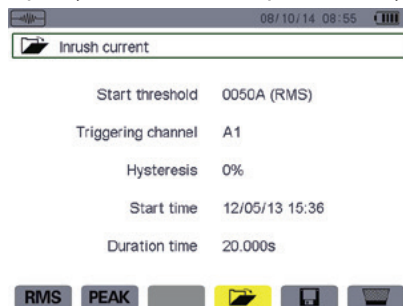 08/10/14 08:55
Inrush current
Start threshold 0050A (RMS)
Triggering channel A1
Hysteresis 0%
Start time 12/05/13 15:36
Duration time 20.000s
RMS PEAK